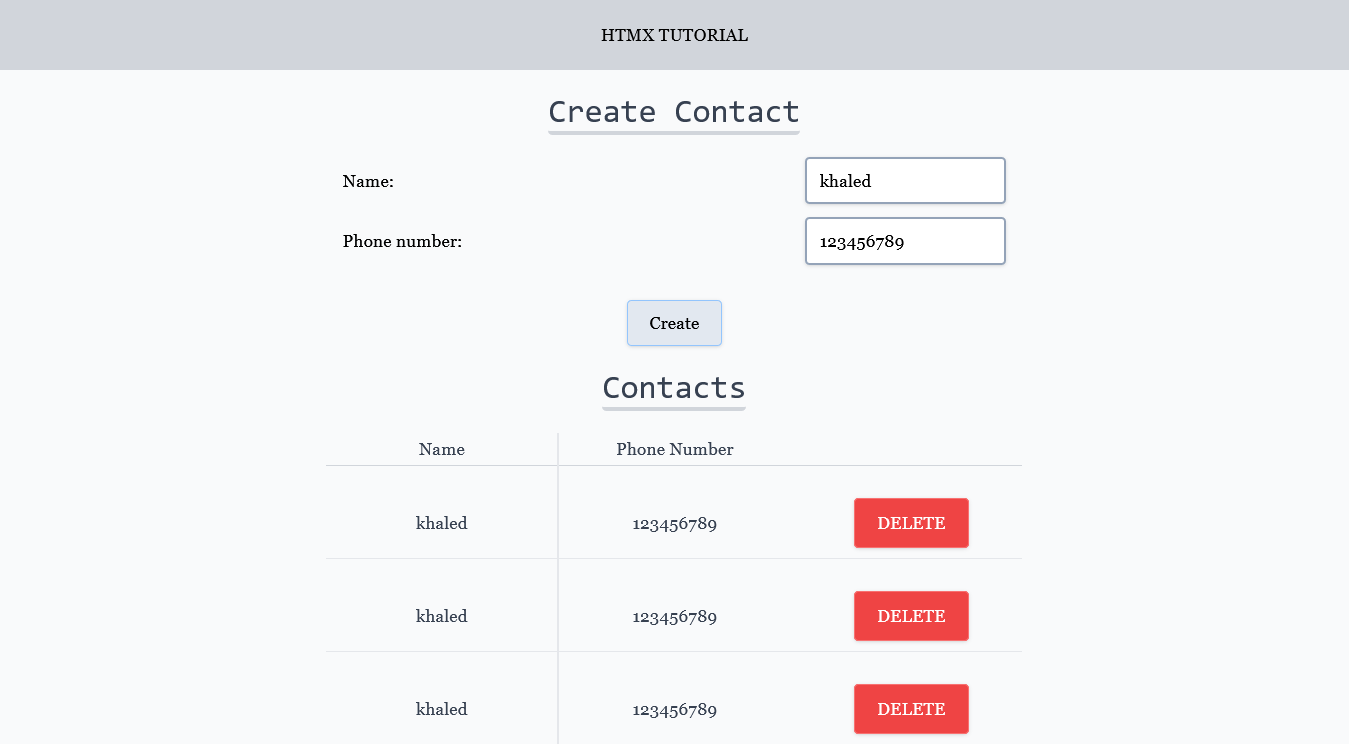 HTMX TUTORIAL
Create Contact
Name: khaled
Phone number: 123456789
Create
Contacts
Name Phone Number
khaled 123456789 DELETE
khaled 123456789 DELETE
khaled 123456789 DELETE